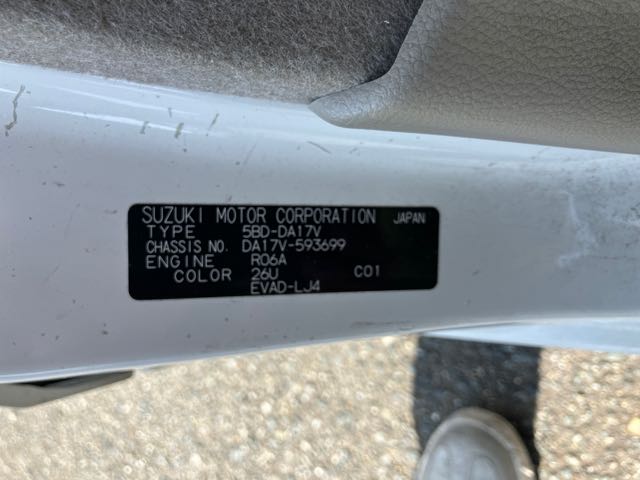 SUZUKI MOTOR CORPORATION JAPAN
TYPE 5BD-DA17V
CHASSIS NO. DA17V-593699
ENGINE R06A
COLOR 26U C01
EVAD-LJ4